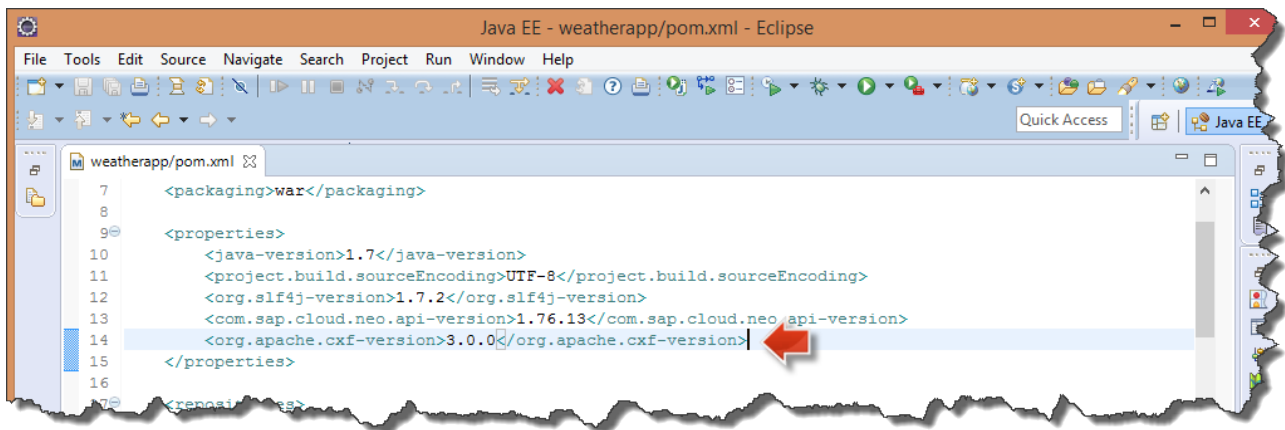 Java EE - weatherapp/pom.xml - Eclipse
File Tools Edit Source Navigate Search Project Run Window Help
Quick Access
Java EE
weatherapp/pom.xml
7 <packaging>war</packaging>
8
9 <properties>
10 <java-version>1.7</java-version>
11 <project.build.sourceEncoding>UTF-8</project.build.sourceEncoding>
12 <org.slf4j-version>1.7.2</org.slf4j-version>
13 <com.sap.cloud.neo.api-version>1.76.13</com.sap.cloud.neo.api-version>
14 <org.apache.cxf-version>3.0.0</org.apache.cxf-version>
15 </properties>
16